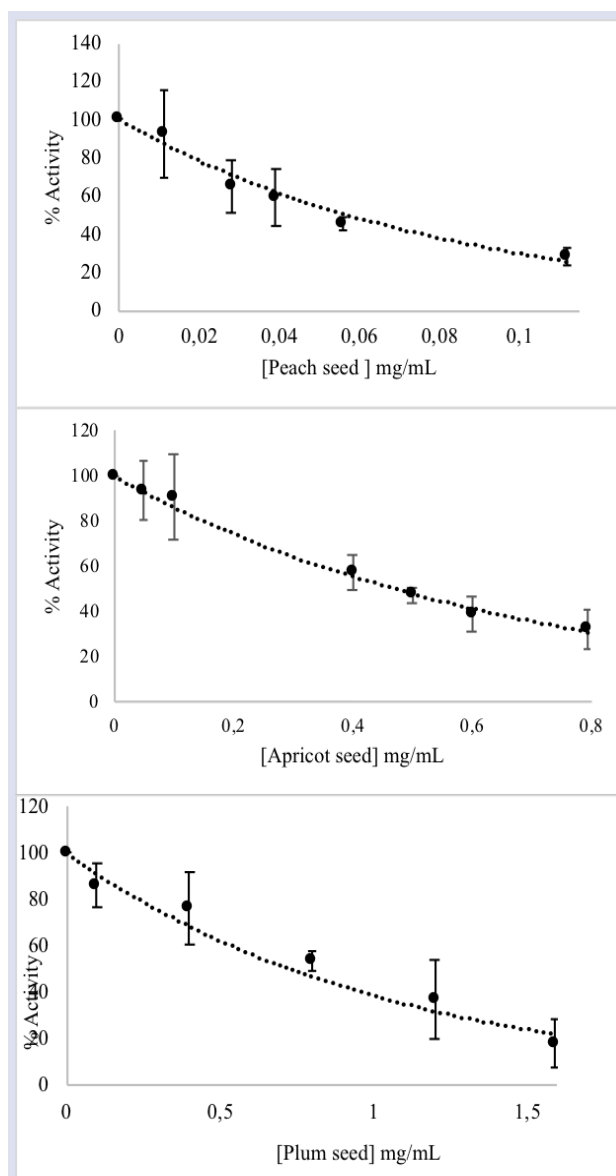 140
120
100
80
60
40
20
0
% Activity
0 0,02 0,04 0,06 0,08 0,1
[Peach seed ] mg/mL
120
100
80
60
40
20
0
% Activity
0 0,2 0,4 0,6 0,8
[Apricot seed] mg/mL
120
100
80
60
40
20
0
% Activity
0 0,5 1 1,5
[Plum seed] mg/mL